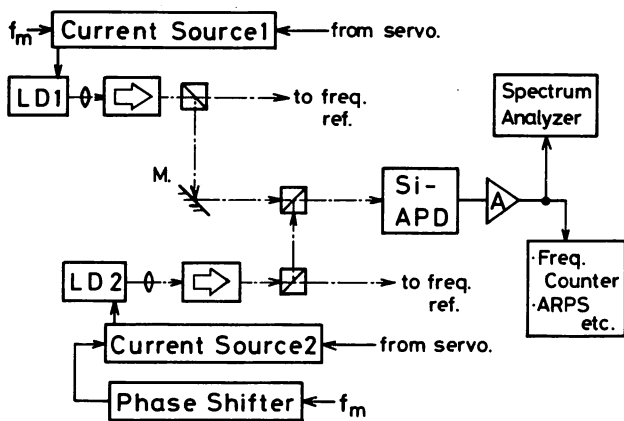 fm
Current Source1
from servo.
LD1
to freq.
ref.
Spectrum
Analyzer
M.
Si-
APD
A
LD2
to freq.
ref.
·Freq.
Counter
·ARPS
etc.
Current Source2
from servo.
Phase Shifter
fm